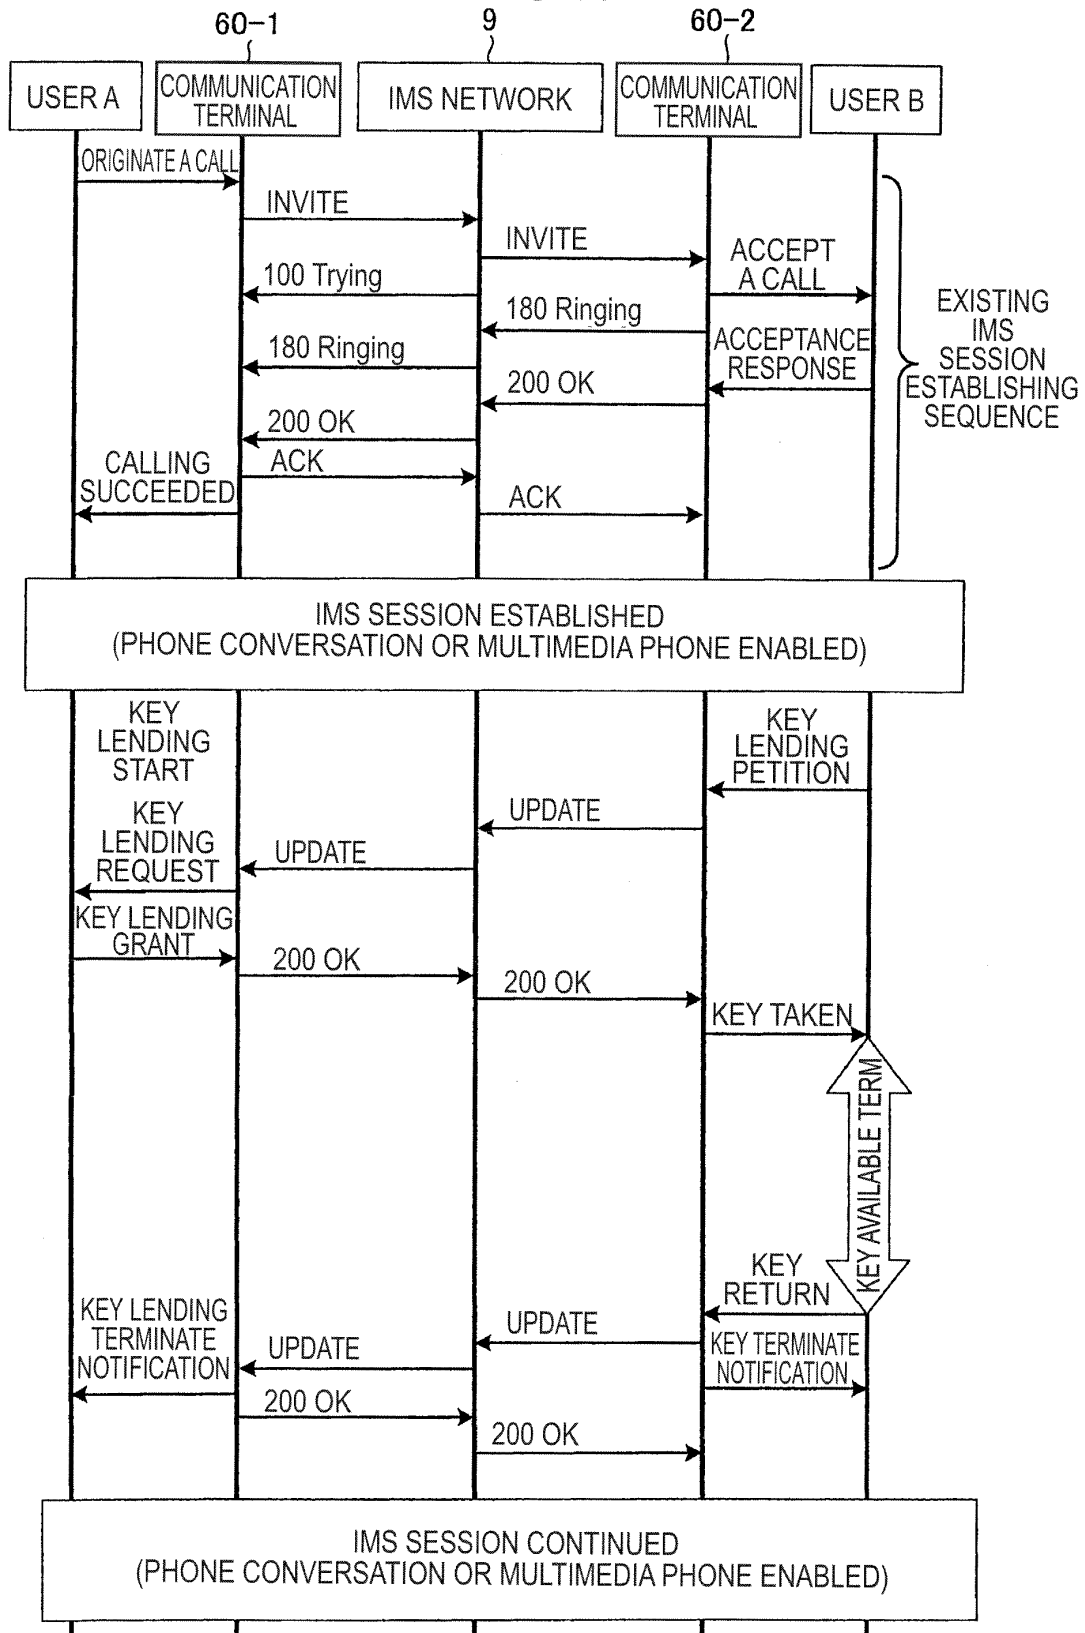 60-1
9
60-2
USER A
COMMUNICATION
TERMINAL
IMS NETWORK
COMMUNICATION
TERMINAL
USER B
ORIGINATE A CALL
INVITE
INVITE
ACCEPT
A CALL
100 Trying
180 Ringing
EXISTING
IMS
SESSION
ESTABLISHING
SEQUENCE
ACCEPTANCE
RESPONSE
180 Ringing
200 OK
200 OK
CALLING
SUCCEEDED
ACK
ACK
IMS SESSION ESTABLISHED
(PHONE CONVERSATION OR MULTIMEDIA PHONE ENABLED)
KEY
LENDING
START
KEY
LENDING
PETITION
UPDATE
KEY
LENDING
REQUEST
UPDATE
KEY LENDING
GRANT
200 OK
200 OK
KEY TAKEN
KEY AVAILABLE TERM
KEY
RETURN
KEY LENDING
TERMINATE
NOTIFICATION
UPDATE
UPDATE
KEY TERMINATE
NOTIFICATION
200 OK
200 OK
IMS SESSION CONTINUED
(PHONE CONVERSATION OR MULTIMEDIA PHONE ENABLED)